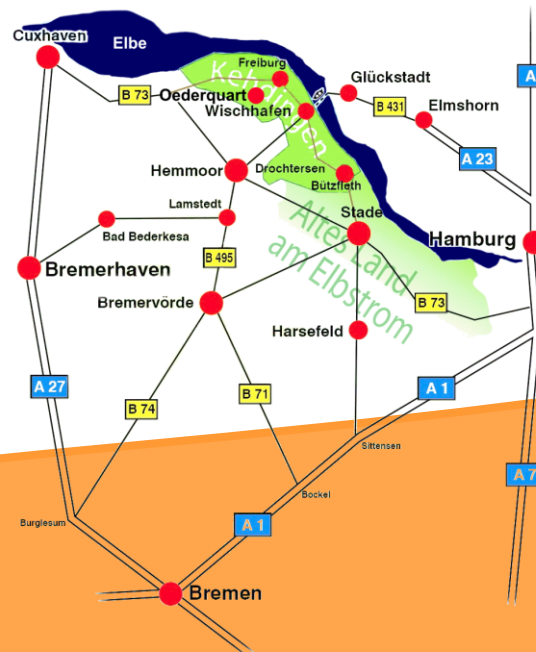 Cuxhaven
Elbe
Freiburg
Kehdingen
Glückstadt
A
B 73
Oederquart
Wischhafen
B 431
Elmshorn
A 23
Hemmoor
Drochtersen
Bützfleth
Lamstedt
Stade
Altes Land
am Elbstrom
Bad Bederkesa
Hamburg
B 495
Bremerhaven
Bremervörde
B 73
Harsefeld
A 27
B 74
B 71
A 1
Sittensen
A 7
Bockel
Burglesum
A 1
Bremen